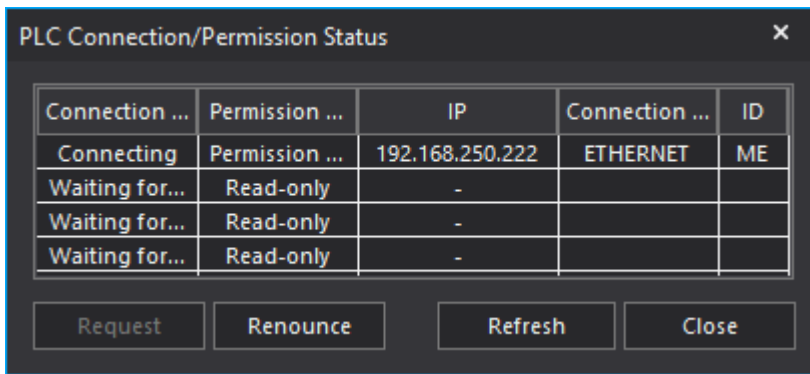 PLC Connection/Permission Status ×
Connection ... Permission ... IP Connection ... ID
Connecting Permission ... 192.168.250.222 ETHERNET ME
Waiting for... Read-only -
Waiting for... Read-only -
Waiting for... Read-only -
Request Renounce Refresh Close